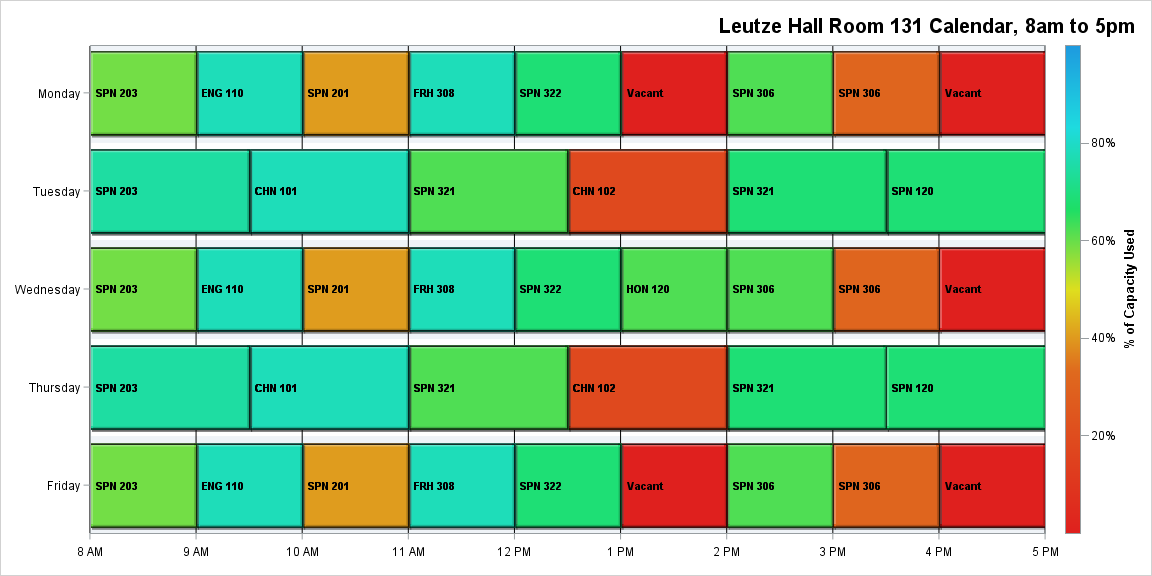 Leutze Hall Room 131 Calendar, 8am to 5pm
Monday SPN 203 ENG 110 SPN 201 FRH 308 SPN 322 Vacant SPN 306 SPN 306 Vacant
80%
Tuesday SPN 203 CHN 101 SPN 321 CHN 102 SPN 321 SPN 120
60%
% of Capacity Used
Wednesday SPN 203 ENG 110 SPN 201 FRH 308 SPN 322 HON 120 SPN 306 SPN 306 Vacant
40%
Thursday SPN 203 CHN 101 SPN 321 CHN 102 SPN 321 SPN 120
20%
Friday SPN 203 ENG 110 SPN 201 FRH 308 SPN 322 Vacant SPN 306 SPN 306 Vacant
8 AM 9 AM 10 AM 11 AM 12 PM 1 PM 2 PM 3 PM 4 PM 5 PM